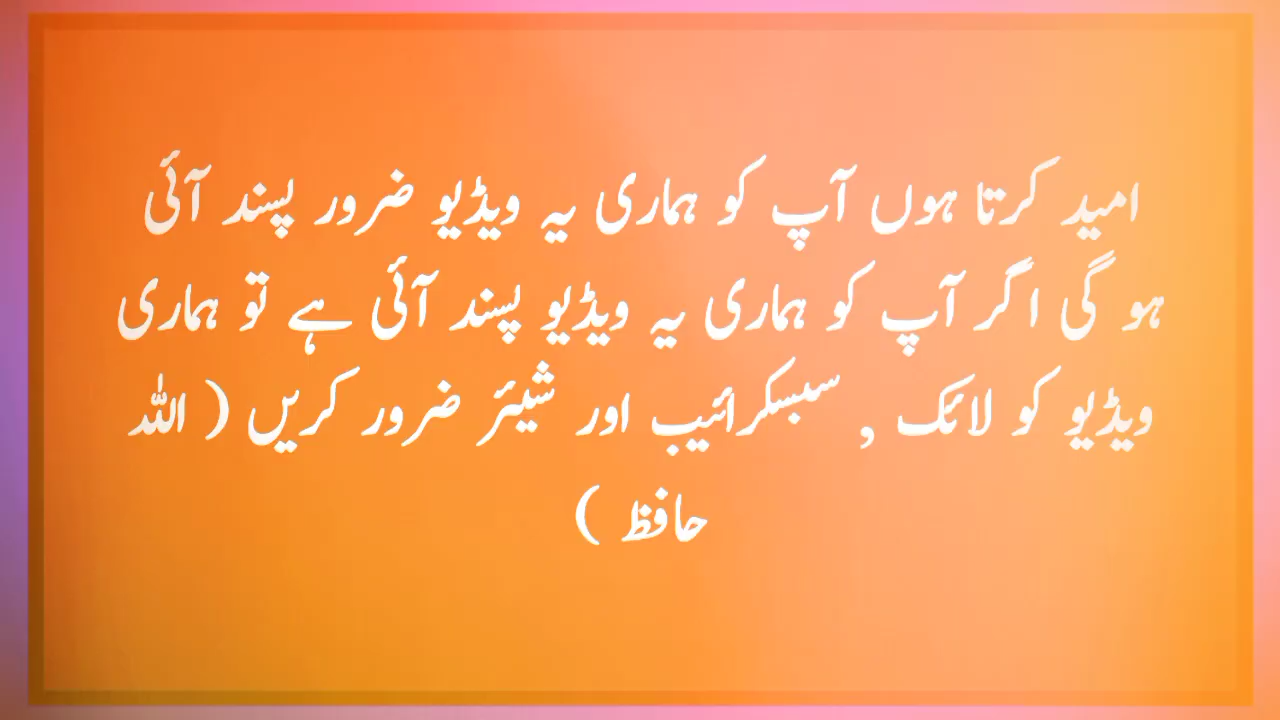 امید کرتا ہوں آپ کو ہماری یہ ویڈیو ضرور پسند آئی
ہو گی اگر آپ کو ہماری یہ ویڈیو پسند آئی ہے تو ہماری
ویڈیو کو لائک , سبسکرائیب اور شیئر ضرور کریں ( اللہ
حافظ )